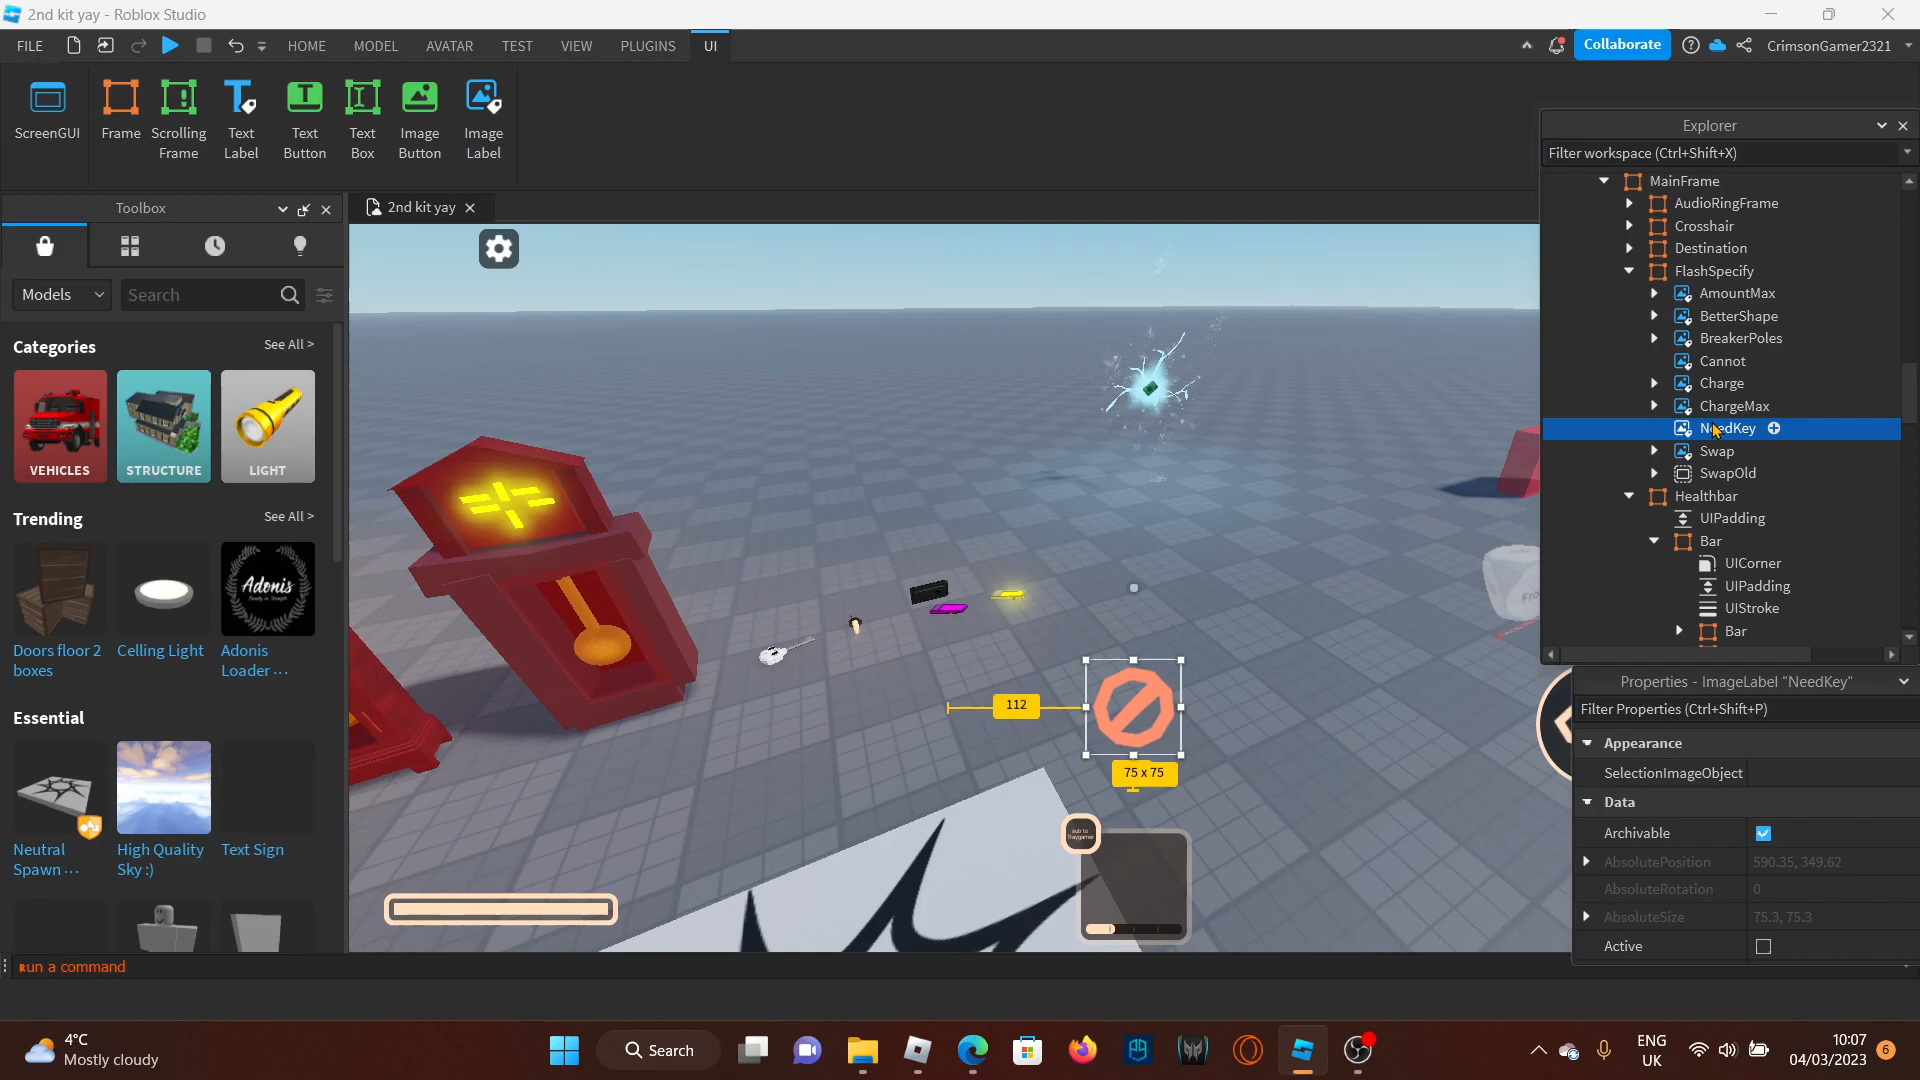 2nd kit yay - Roblox Studio
FILE
HOME
MODEL
AVATAR
TEST
VIEW
PLUGINS
UI
Collaborate
CrimsonGamer2321
ScreenGUI
Frame
Scrolling
Frame
Text
Label
Text
Button
Text
Box
Image
Button
Image
Label
Toolbox
Models
Search
Categories
See All >
VEHICLES
STRUCTURE
LIGHT
Trending
See All >
Adonis
Doors floor 2
boxes
Celling Light
Adonis
Loader ...
Essential
See All >
Neutral
Spawn ...
High Quality
Sky :)
Text Sign
2nd kit yay
112
75 x 75
sub to
Explorer
Filter workspace (Ctrl+Shift+X)
MainFrame
AudioRingFrame
Crosshair
Destination
FlashSpecify
AmountMax
BetterShape
BreakerPoles
Cannot
Charge
ChargeMax
NeedKey
Swap
SwapOld
Healthbar
UIPadding
Bar
UICorner
UIPadding
UIStroke
Bar
Properties - ImageLabel "NeedKey"
Filter Properties (Ctrl+Shift+P)
Appearance
SelectionImageObject
Data
Archivable
AbsolutePosition
590.35, 349.62
AbsoluteRotation
0
AbsoluteSize
75.3, 75.3
Active
Run a command
4°C
Mostly cloudy
Search
ENG
UK
10:07
04/03/2023
6